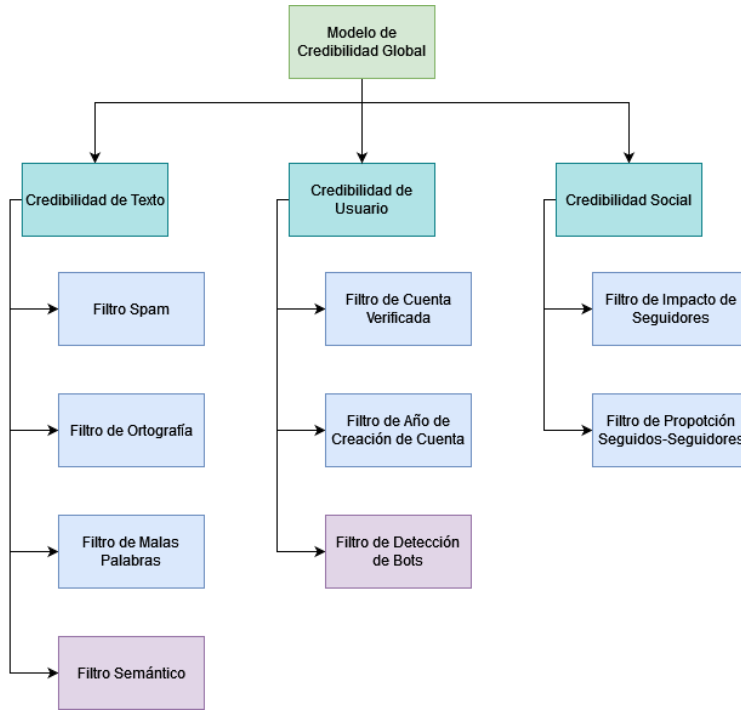 Modelo de
Credibilidad Global
Credibilidad de Texto
Credibilidad de
Usuario
Credibilidad Social
Filtro Spam
Filtro de Cuenta
Verificada
Filtro de Impacto de
Seguidores
Filtro de Ortografía
Filtro de Año de
Creación de Cuenta
Filtro de Propotción
Seguidos-Seguidores
Filtro de Malas
Palabras
Filtro de Detección
de Bots
Filtro Semántico